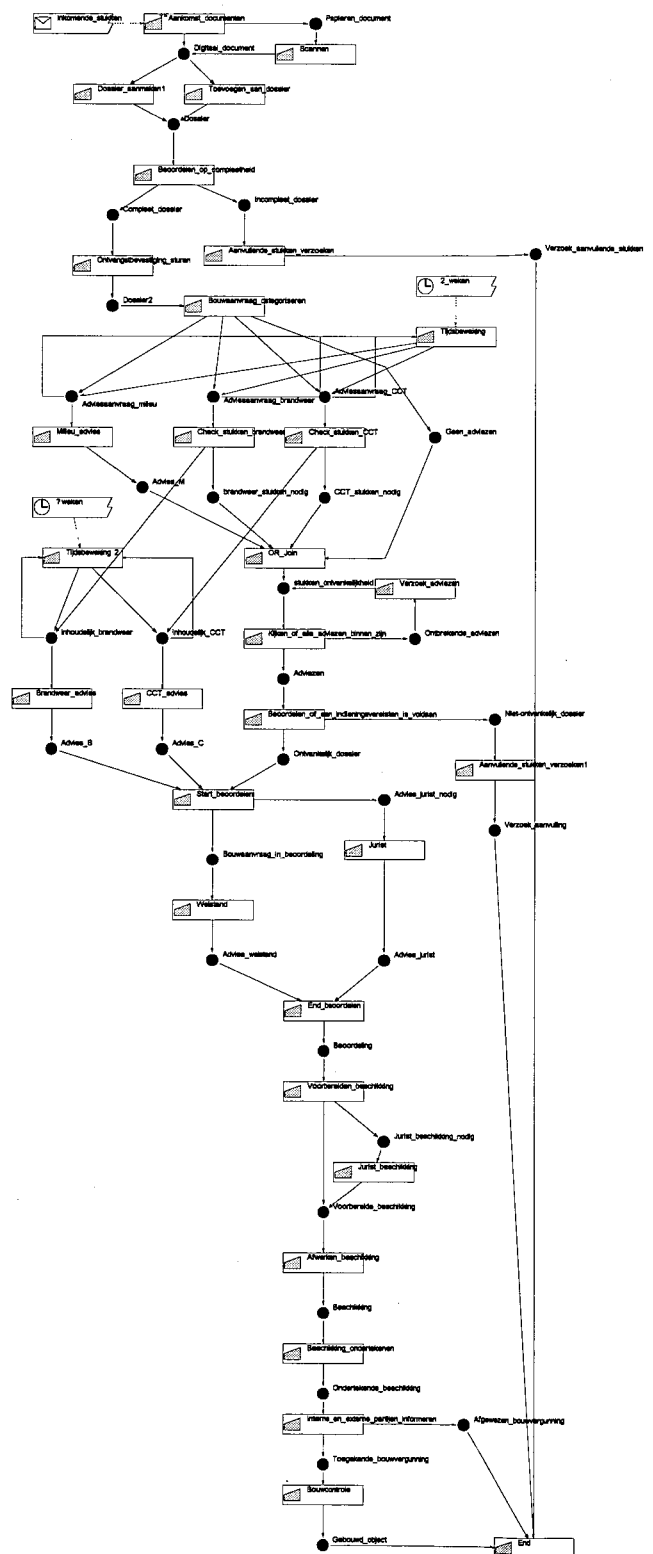 Inkomende_stukken
Aankomst_documenten
Papieren_document
Digitaal_document
Scannen
Dossier_aanmaken1
Toevoegen_aan_dossier
Dossier
Beoordelen_op_compleetheid
Compleet_dossier
Incompleet_dossier
Ontvangstbevestiging_sturen
Aanvullende_stukken_verzoeken
Verzoek_aanvullende_stukken
2_weken
Dossier2
Bouwaanvraag_categoriseren
Tijdsbewaking
Adviesaanvraag_milieu
Adviesaanvraag_brandweer
Adviesaanvraag_CCT
Milieu_advies
Check_stukken_brandweer
Check_stukken_CCT
Geen_adviezen
Advies_M
brandweer_stukken_nodig
CCT_stukken_nodig
? weken
Tijdsbewaking_2
OR_Join
stukken_ontvankelijkheid
Verzoek_adviezen
Inhoudelijk_brandweer
Inhoudelijk_CCT
Kijken_of_alle_adviezen_binnen_zijn
Ontbrekende_adviezen
Adviezen
Brandweer_advies
CCT_advies
Beoordelen_of_aan_indieningsvereisten_is_voldaan
Niet-ontvankelijk_dossier
Advies_B
Advies_C
Ontvankelijk_dossier
Aanvullende_stukken_verzoeken1
Start_beoordelen
Advies_jurist_nodig
Verzoek_aanvulling
Jurist
Bouwaanvraag_in_beoordeling
Welstand
Advies_welstand
Advies_jurist
End_beoordelen
Beoordeling
Voorbereiden_beschikking
Jurist_beschikking_nodig
Jurist_beschikking
Voorbereide_beschikking
Afwerken_beschikking
Beschikking
Beschikking_ondertekenen
Ondertekende_beschikking
Interne_en_externe_partijen_informeren
Afgewezen_bouwvergunning
Toegekende_bouwvergunning
Bouwcontrole
Gebouwd_object
End